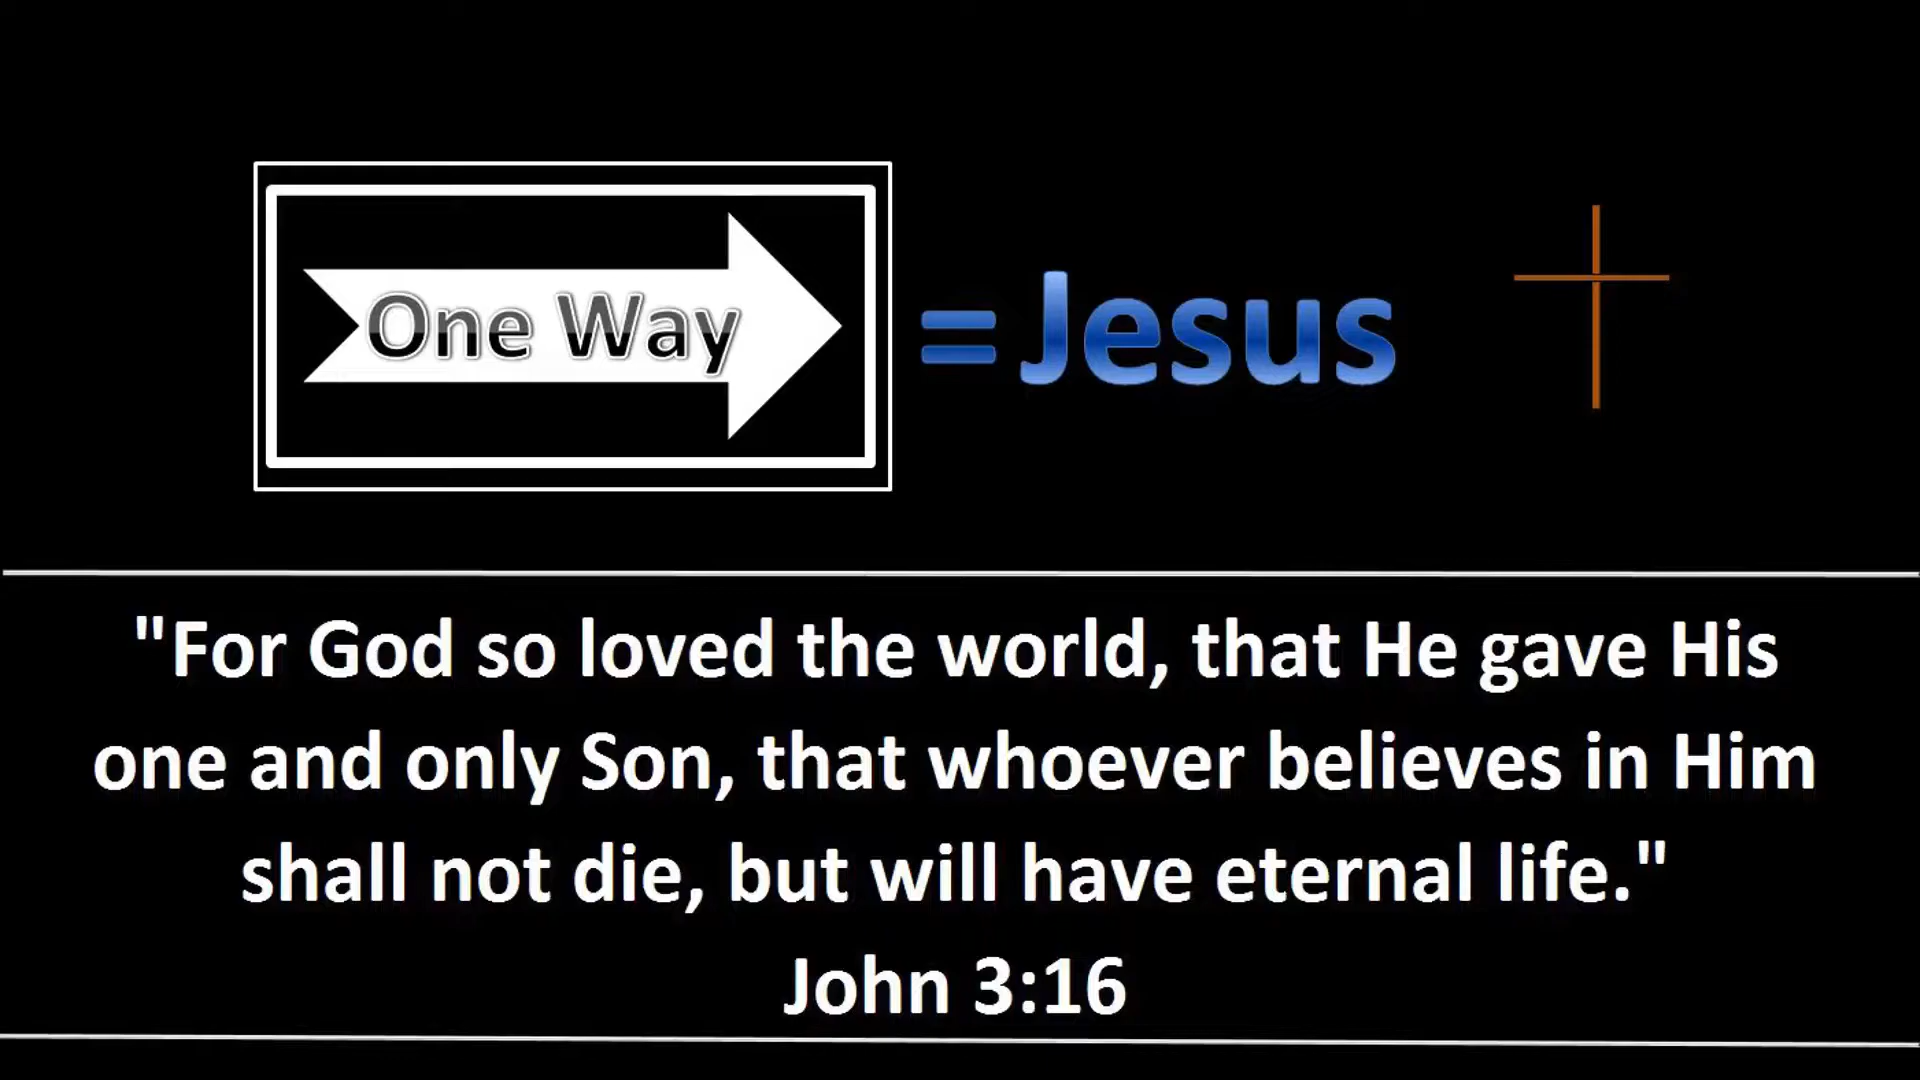 One Way = Jesus
"For God so loved the world, that He gave His
one and only Son, that whoever believes in Him
shall not die, but will have eternal life."
John 3:16